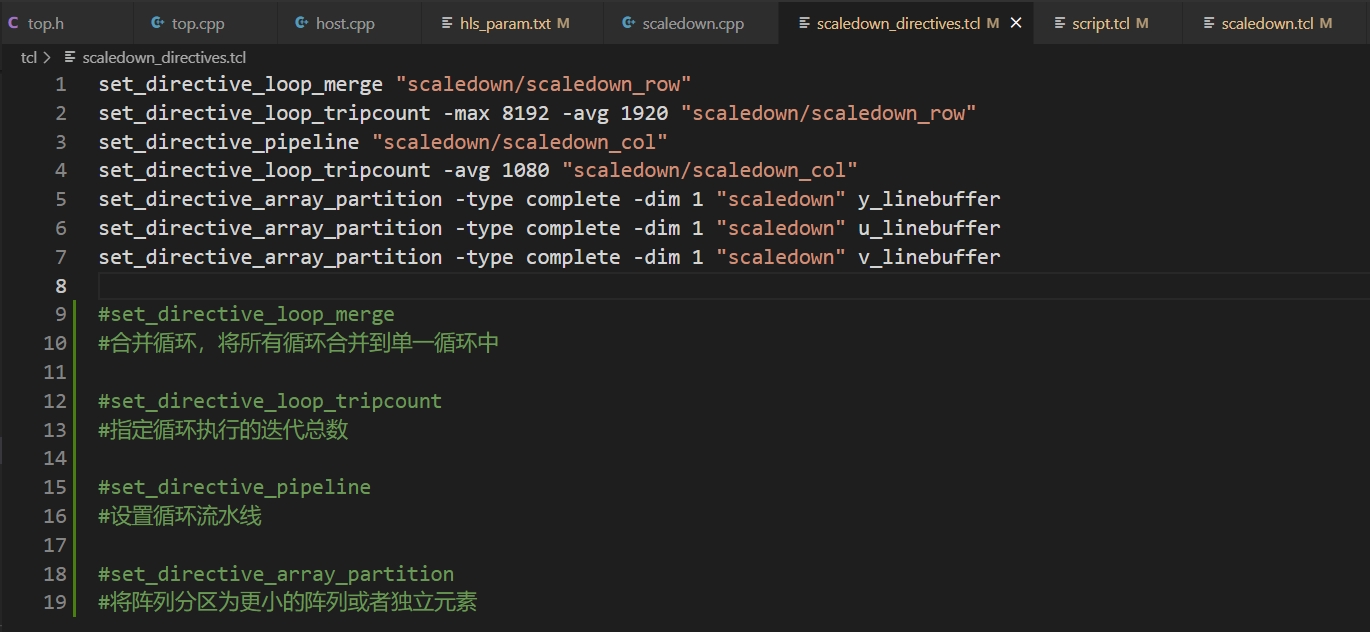 top.h top.cpp host.cpp hls_param.txt M scaledown.cpp scaledown_directives.tcl M script.tcl M scaledown.tcl M
tcl > scaledown_directives.tcl
1 set_directive_loop_merge "scaledown/scaledown_row"
2 set_directive_loop_tripcount -max 8192 -avg 1920 "scaledown/scaledown_row"
3 set_directive_pipeline "scaledown/scaledown_col"
4 set_directive_loop_tripcount -avg 1080 "scaledown/scaledown_col"
5 set_directive_array_partition -type complete -dim 1 "scaledown" y_linebuffer
6 set_directive_array_partition -type complete -dim 1 "scaledown" u_linebuffer
7 set_directive_array_partition -type complete -dim 1 "scaledown" v_linebuffer
8
9 #set_directive_loop_merge
10 #合并循环，将所有循环合并到单一循环中
11
12 #set_directive_loop_tripcount
13 #指定循环执行的迭代总数
14
15 #set_directive_pipeline
16 #设置循环流水线
17
18 #set_directive_array_partition
19 #将阵列分区为更小的阵列或者独立元素